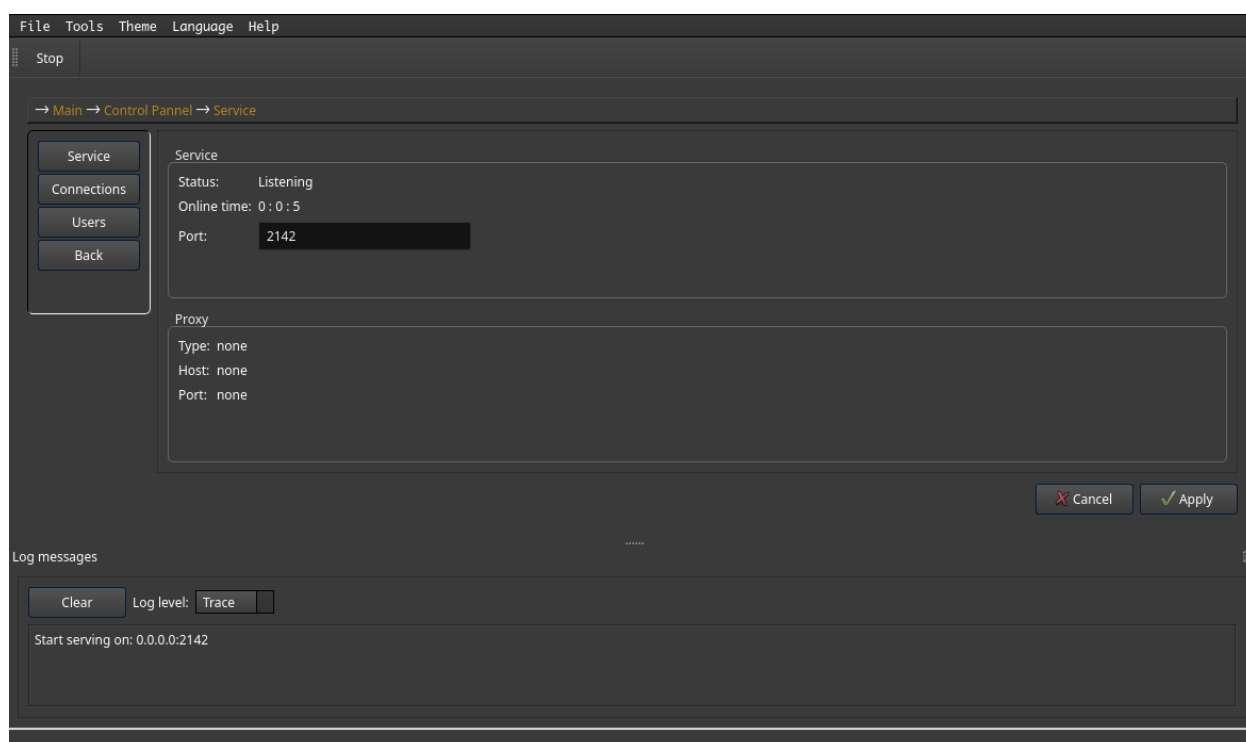 File Tools Theme Language Help
Stop
→ Main → Control Pannel → Service
Service
Connections
Users
Back
Service
Status: Listening
Online time: 0 : 0 : 5
Port: 2142
Proxy
Type: none
Host: none
Port: none
Cancel Apply
Log messages
Clear Log level: Trace
Start serving on: 0.0.0.0:2142